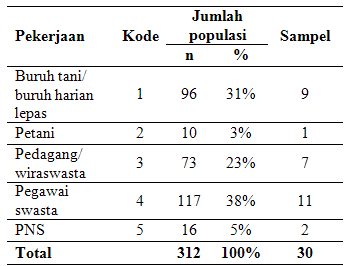 Pekerjaan Kode Jumlah populasi Sampel
n %
Buruh tani/
buruh harian
lepas 1 96 31% 9
Petani 2 10 3% 1
Pedagang/
wiraswasta 3 73 23% 7
Pegawai
swasta 4 117 38% 11
PNS 5 16 5% 2
Total 312 100% 30